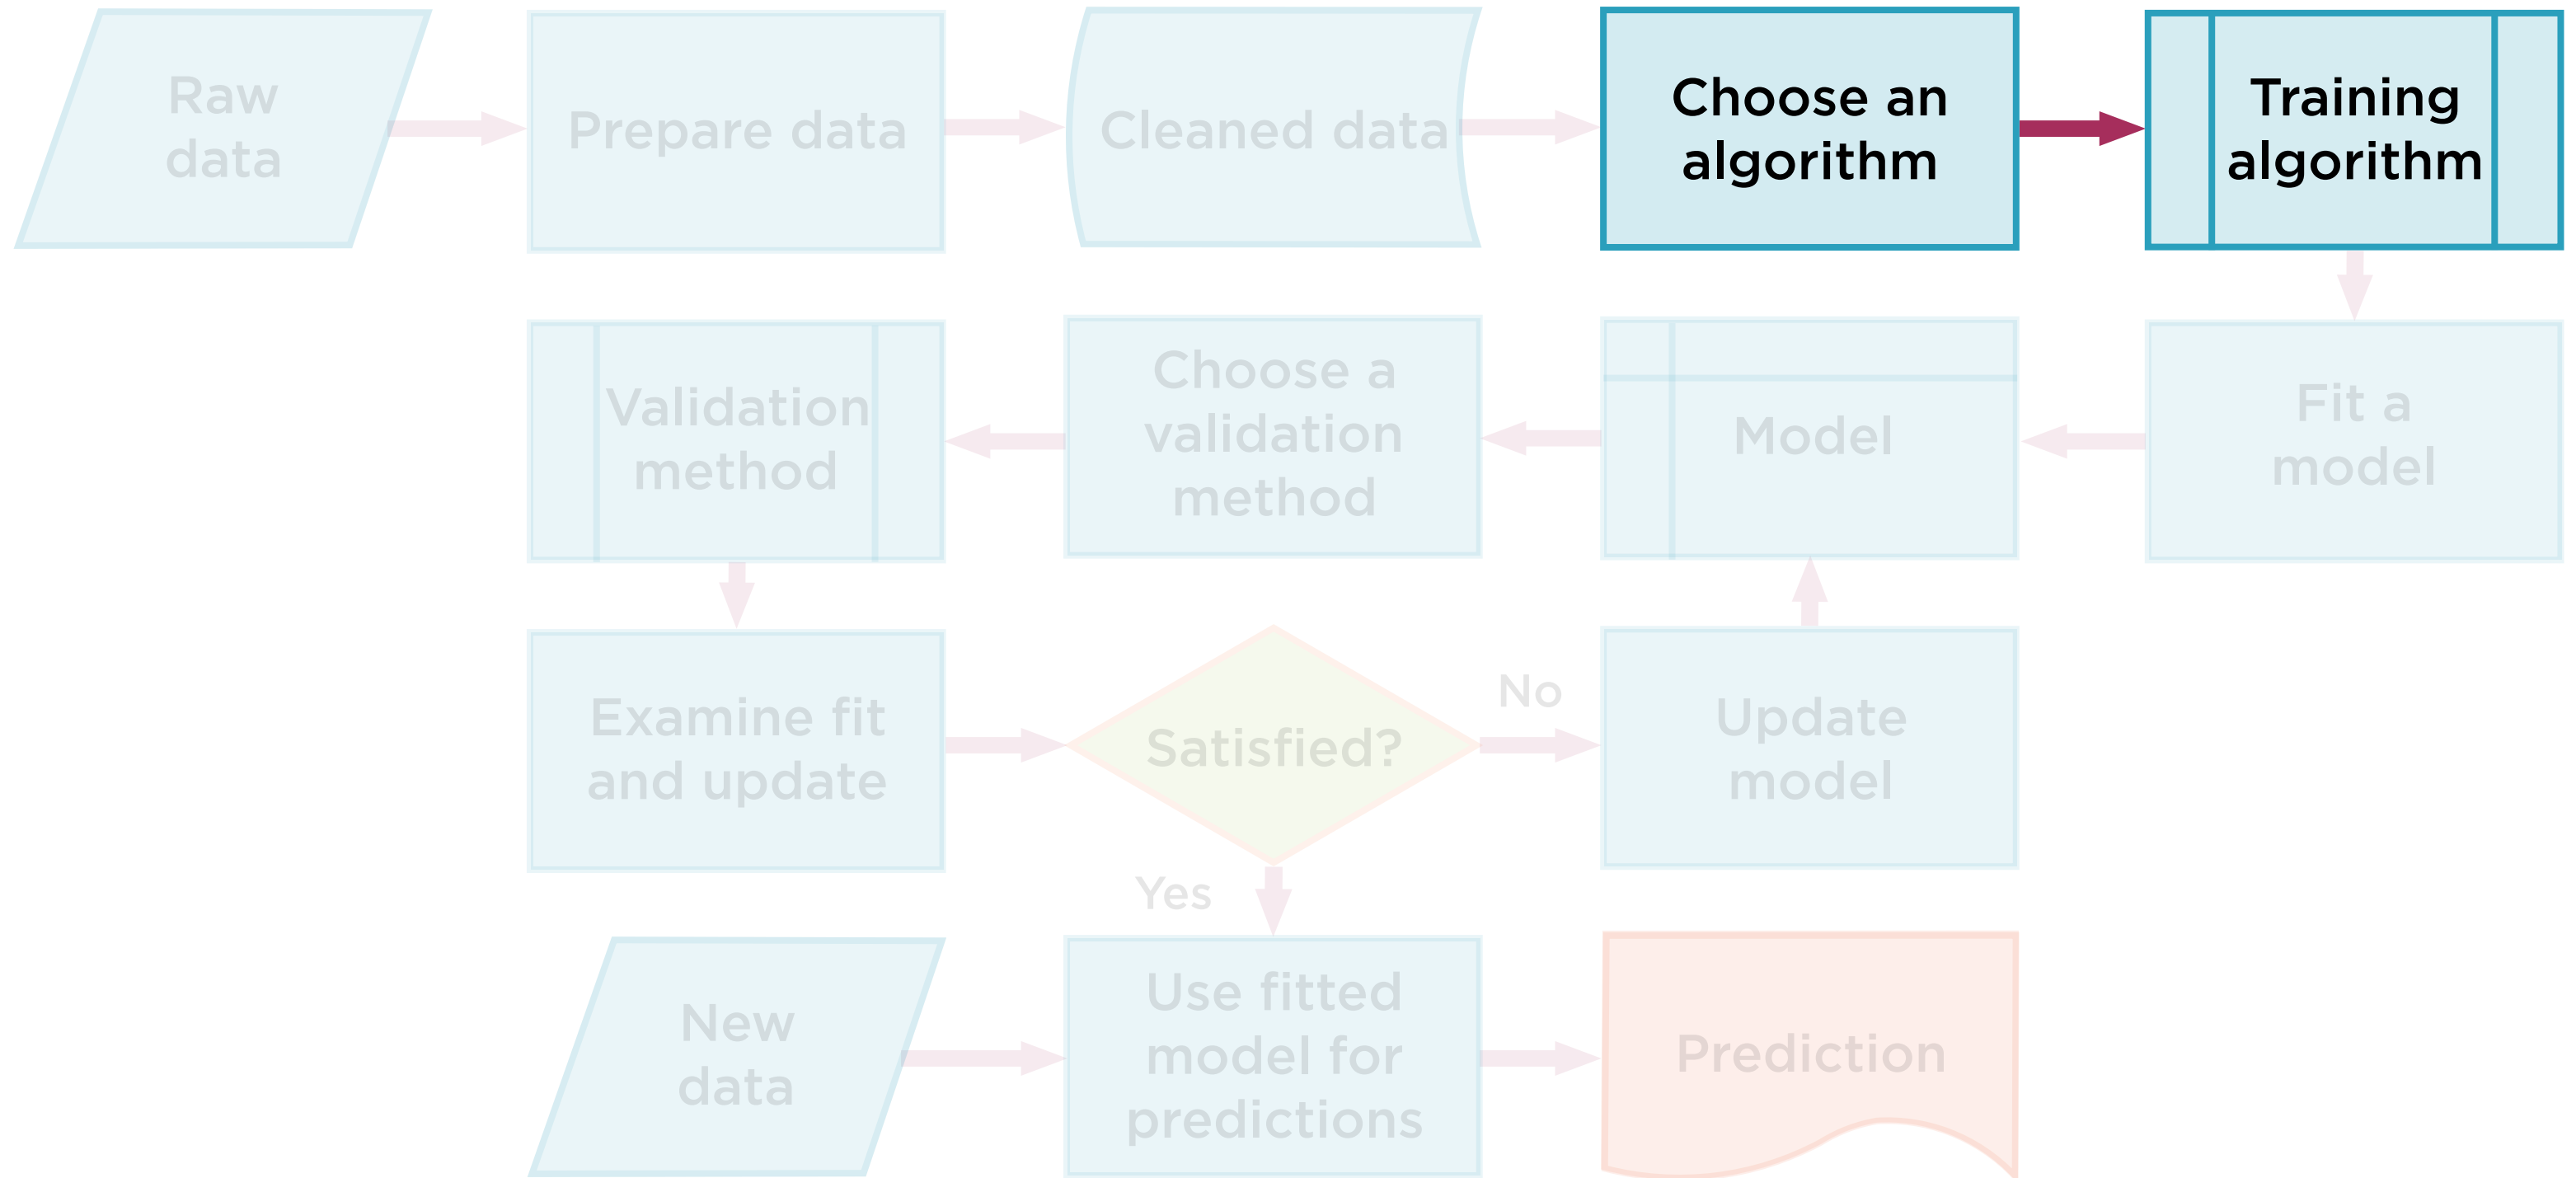 Raw
data
Prepare data
Cleaned data
Choose an
algorithm
Training
algorithm
Validation
method
Choose a
validation
method
Model
Fit a
model
Examine fit
and update
Satisfied?
No
Update
model
Yes
New
data
Use fitted
model for
predictions
Prediction